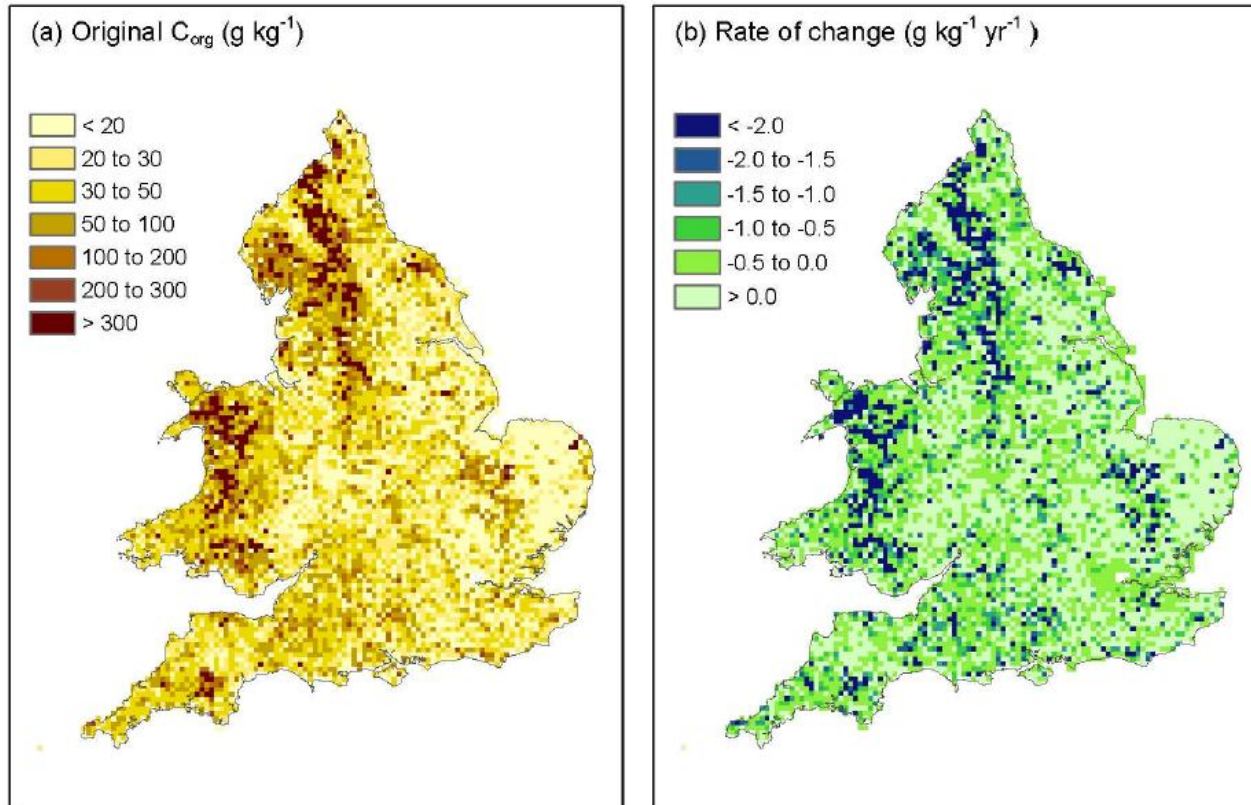 (a) Original Corg (g kg-1)
< 20
20 to 30
30 to 50
50 to 100
100 to 200
200 to 300
> 300
(b) Rate of change (g kg-1 yr-1 )
< -2.0
-2.0 to -1.5
-1.5 to -1.0
-1.0 to -0.5
-0.5 to 0.0
> 0.0